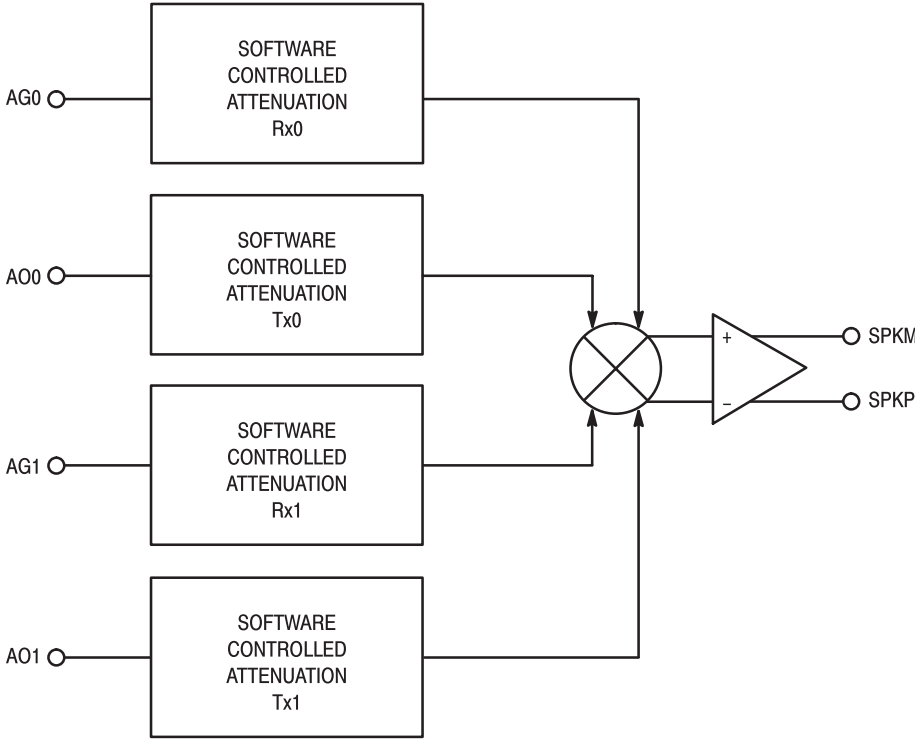 AG0
SOFTWARE
CONTROLLED
ATTENUATION
Rx0
AO0
SOFTWARE
CONTROLLED
ATTENUATION
Tx0
+
SPKM
−
SPKP
AG1
SOFTWARE
CONTROLLED
ATTENUATION
Rx1
AO1
SOFTWARE
CONTROLLED
ATTENUATION
Tx1